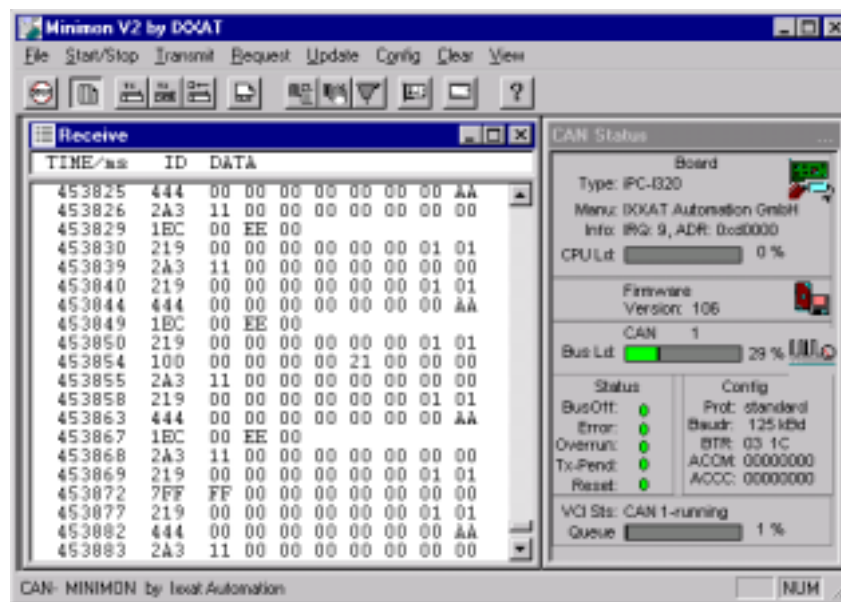 Minimon V2 by IXXAT
File Start/Stop Transmit Request Update Config Clear View
?
Receive
TIME/ms ID DATA
453825 444 00 00 00 00 00 00 00 AA
453826 2A3 11 00 00 00 00 00 00 00
453829 1EC 00 EE 00
453830 219 00 00 00 00 00 00 01 01
453839 2A3 11 00 00 00 00 00 00 00
453840 219 00 00 00 00 00 00 01 01
453844 444 00 00 00 00 00 00 00 AA
453849 1EC 00 EE 00
453850 219 00 00 00 00 00 00 01 01
453854 100 00 00 00 00 21 00 00 00
453855 2A3 11 00 00 00 00 00 00 00
453858 219 00 00 00 00 00 00 01 01
453863 444 00 00 00 00 00 00 00 AA
453867 1EC 00 EE 00
453868 2A3 11 00 00 00 00 00 00 00
453869 219 00 00 00 00 00 00 01 01
453872 7FF FF 00 00 00 00 00 00 00
453877 219 00 00 00 00 00 00 01 01
453882 444 00 00 00 00 00 00 00 AA
453883 2A3 11 00 00 00 00 00 00 00
CAN Status ...
Board
Type: iPC-I320
Manu: IXXAT Automation GmbH
Info: IRQ: 9, ADR: 0xd0000
CPU Ld: 0 %
Firmware
Version: 106
CAN 1
Bus Ld: 29 %
Status
BusOff:
Error:
Overrun:
Tx-Pend:
Reset:
Config
Prot: standard
Baudr: 125 kBd
BTR: 03 1C
ACCM: 00000000
ACCC: 00000000
VCI Sts: CAN 1-running
Queue 1 %
CAN- MINIMON by Ixxat Automation
NUM